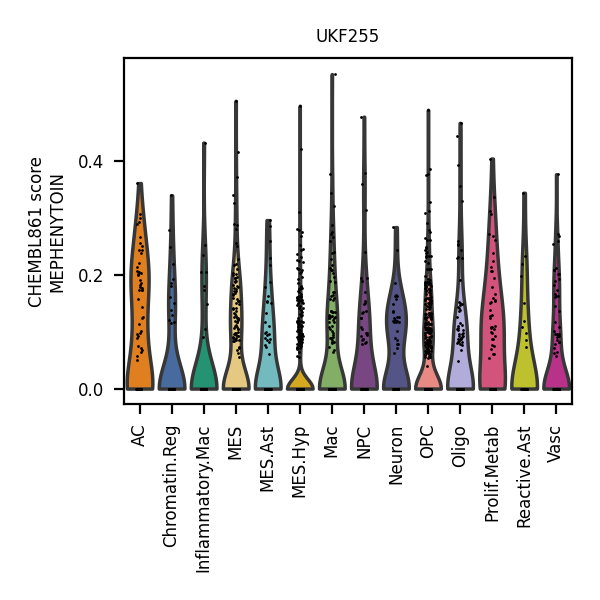 UKF255
CHEMBL861 score
MEPHENYTOIN
0.4
0.2
0.0
AC
Chromatin.Reg
Inflammatory.Mac
MES
MES.Ast
MES.Hyp
Mac
NPC
Neuron
OPC
Oligo
Prolif.Metab
Reactive.Ast
Vasc